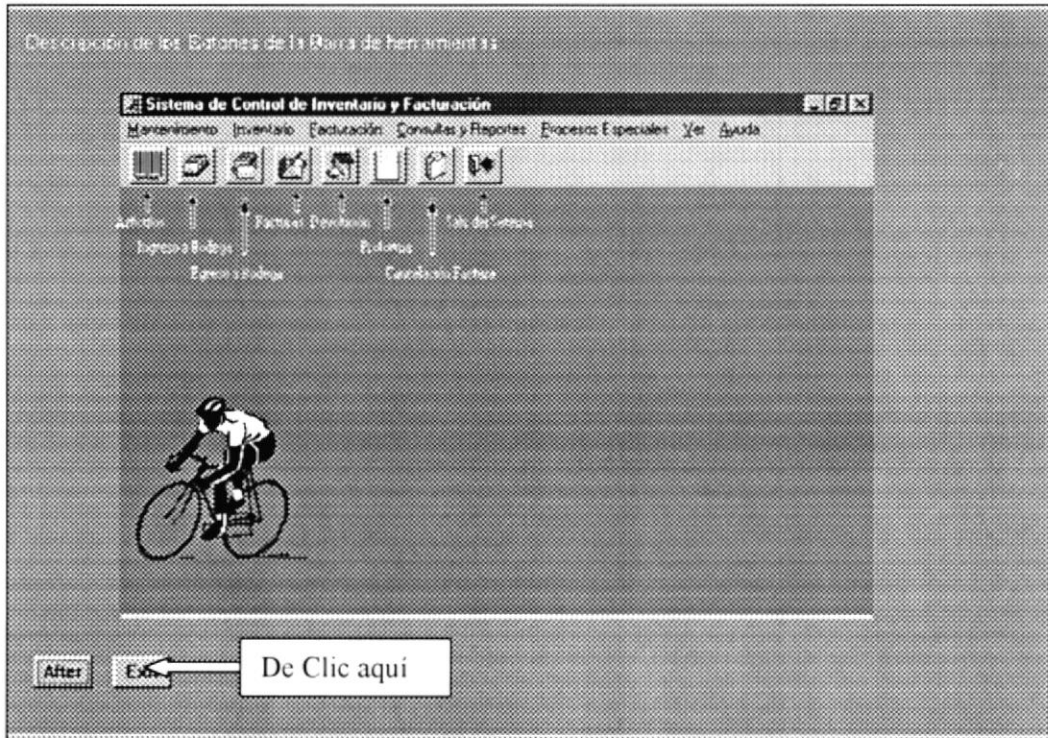 Descripción de los Botones de la Barra de herramientas
Sistema de Control de Inventario y Facturación
Mantenimiento Inventario Facturación Consultas y Reportes Procesos Especiales Ver Ayuda
Artículos Facturas Devolución Salir del Sistema
Ingreso a Bodega Proformas
Egreso a Bodega Cancelación Factura
After Exit De Clic aquí